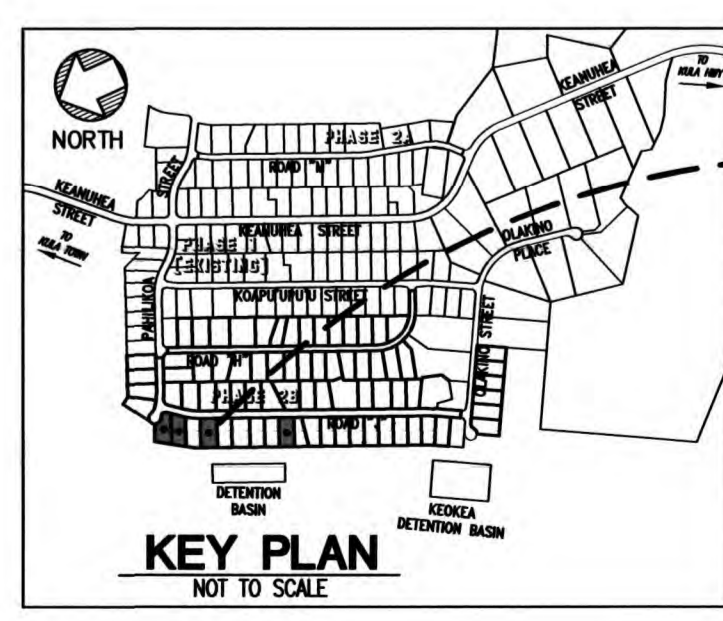 NORTH
TO
KULA HWY
KEANUHEA
STREET
PHASE 2A
ROAD "N"
STREET
PAHILIKOA
KEANUHEA
STREET
TO
KULA TOWN
KEANUHEA STREET
PHASE 1
[EXISTING]
OLAKINO
PLACE
KOAPUTUPUTU STREET
OLAKINO STREET
ROAD "H"
PHASE 2B
ROAD "J"
DETENTION
BASIN
KEOKEA
DETENTION BASIN
KEY PLAN
NOT TO SCALE